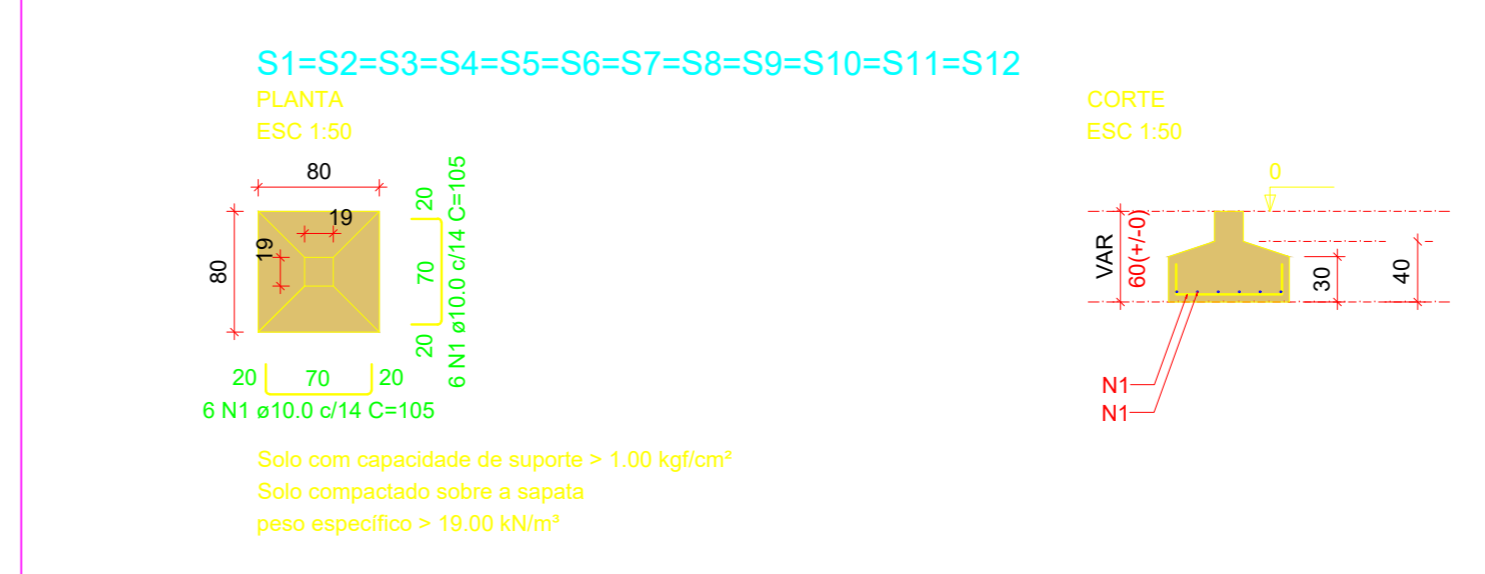 S1=S2=S3=S4=S5=S6=S7=S8=S9=S10=S11=S12
PLANTA
ESC 1:50
80
19
19
80
20
70
20
6 N1 ø10.0 c/14 C=105
20
70
20
6 N1 ø10.0 c/14 C=105
Solo com capacidade de suporte > 1.00 kgf/cm²
Solo compactado sobre a sapata
peso específico > 19.00 kN/m³
CORTE
ESC 1:50
0
VAR
60(+/-0)
30
40
N1
N1